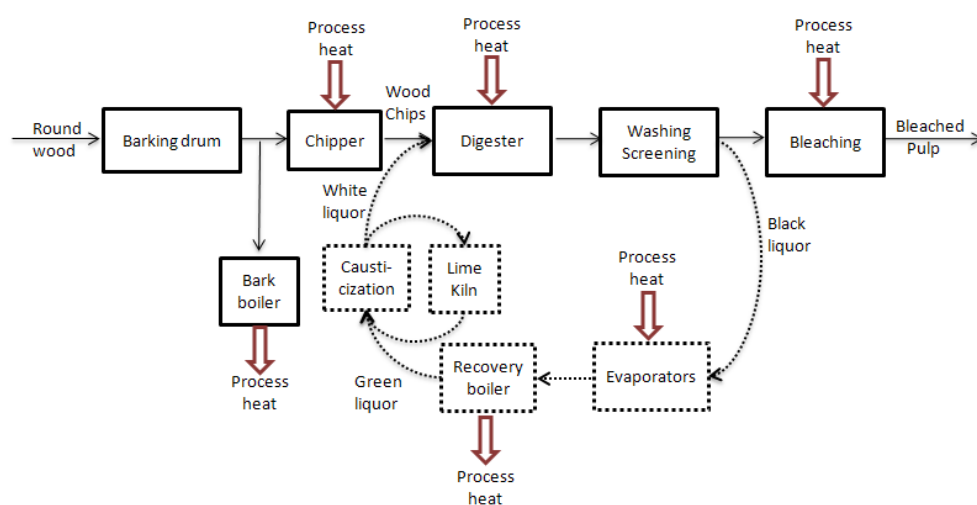 Process
heat
Process
heat
Process
heat
Round
wood
Barking drum
Chipper
Wood
Chips
Digester
Washing
Screening
Bleaching
Bleached
Pulp
White
liquor
Black
liquor
Bark
boiler
Causti-
cization
Lime
Kiln
Process
heat
Process
heat
Green
liquor
Recovery
boiler
Evaporators
Process
heat